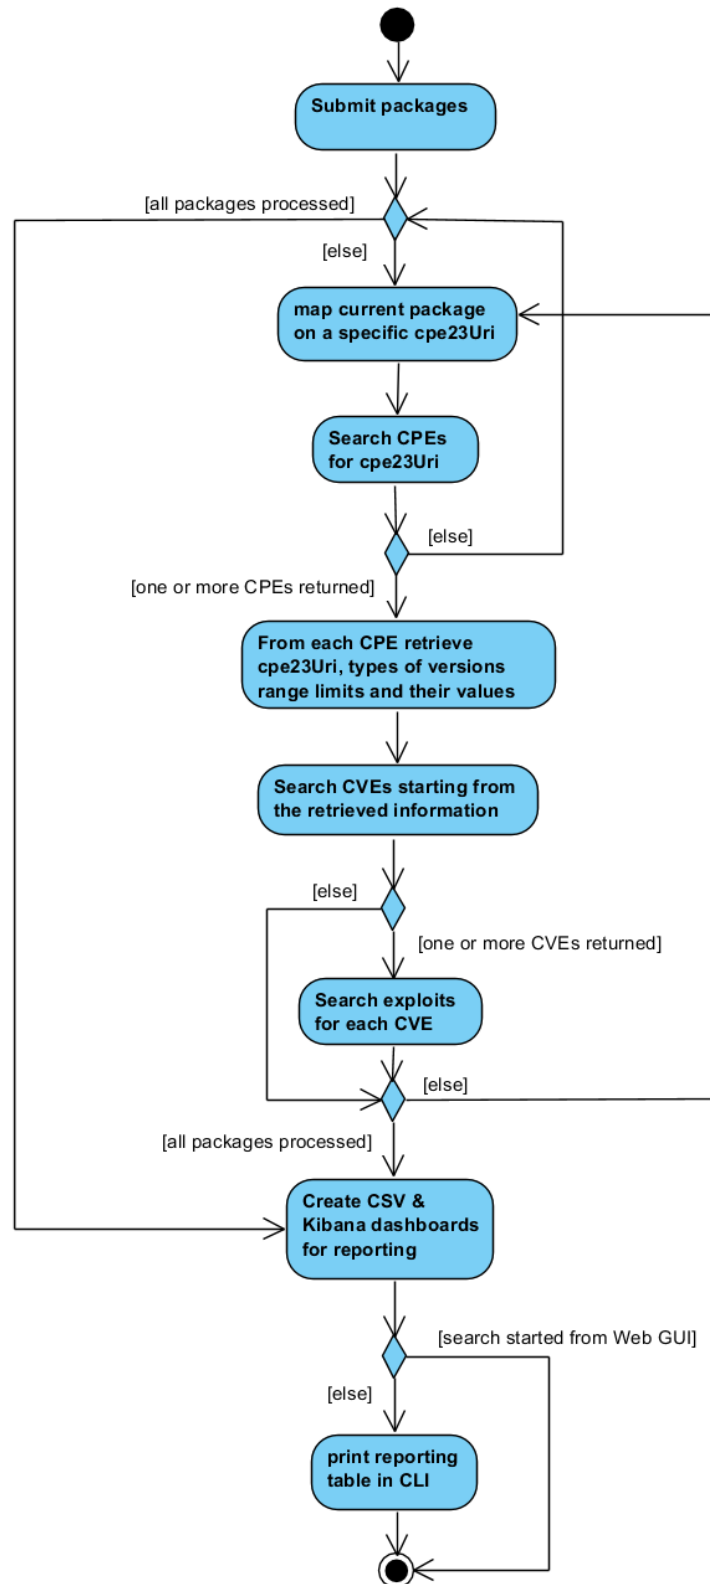 Submit packages
[all packages processed]
[else]
map current package
on a specific cpe23Uri
Search CPEs
for cpe23Uri
[else]
[one or more CPEs returned]
From each CPE retrieve
cpe23Uri, types of versions
range limits and their values
Search CVEs starting from
the retrieved information
[else]
[one or more CVEs returned]
Search exploits
for each CVE
[else]
[all packages processed]
Create CSV &
Kibana dashboards
for reporting
[search started from Web GUI]
[else]
print reporting
table in CLI